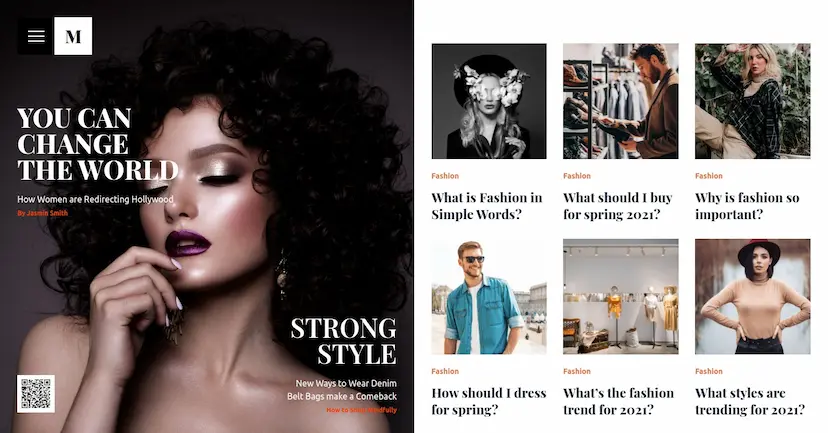 M
YOU CAN
CHANGE
THE WORLD
How Women are Redirecting Hollywood
By Jasmin Smith
STRONG
STYLE
New Ways to Wear Denim
Belt Bags make a Comeback
Fashion
What is Fashion in
Simple Words?
Fashion
What should I buy
for spring 2021?
Fashion
Why is fashion so
important?
Fashion
How should I dress
for spring?
Fashion
What's the fashion
trend for 2021?
Fashion
What styles are
trending for 2021?